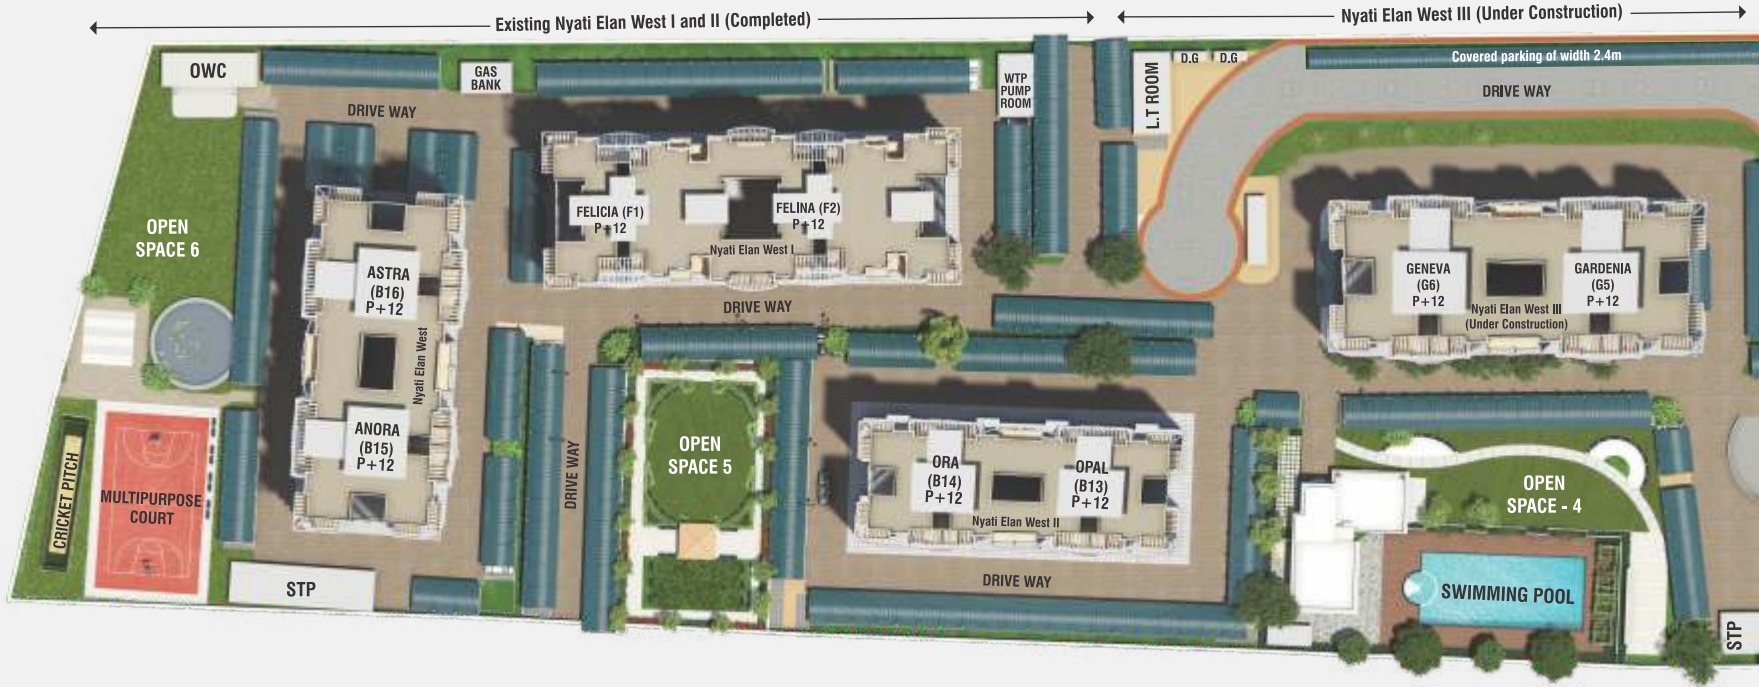 Existing Nyati Elan West I and II (Completed)
Nyati Elan West III (Under Construction)
OWC
GAS
BANK
WTP
PUMP
ROOM
L.T ROOM
D.G
D.G
Covered parking of width 2.4m
DRIVE WAY
DRIVE WAY
OPEN
SPACE 6
FELICIA (F1)
P+12
FELINA (F2)
P+12
Nyati Elan West I
ASTRA
(B16)
P+12
Nyati Elan West
ANORA
(B15)
P+12
DRIVE WAY
GENEVA
(G6)
P+12
GARDENIA
(G5)
P+12
Nyati Elan West III
(Under Construction)
CRICKET PITCH
MULTIPURPOSE
COURT
DRIVE WAY
OPEN
SPACE 5
ORA
(B14)
P+12
OPAL
(B13)
P+12
Nyati Elan West II
OPEN
SPACE - 4
STP
DRIVE WAY
SWIMMING POOL
STP